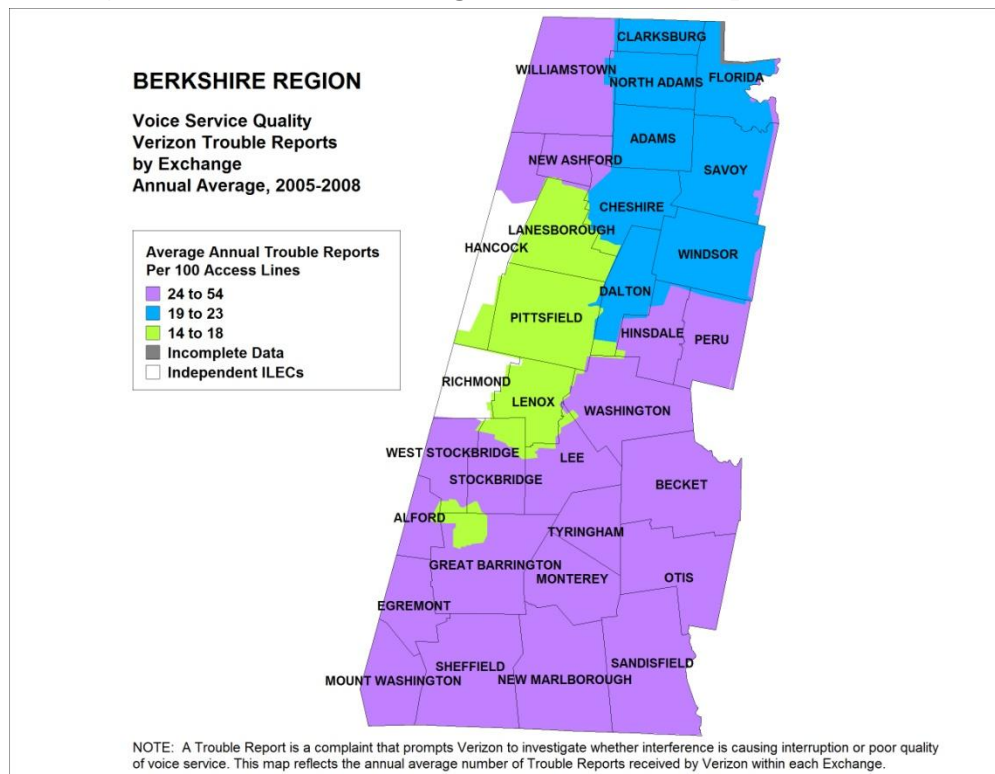 BERKSHIRE REGION
Voice Service Quality
Verizon Trouble Reports
by Exchange
Annual Average, 2005-2008
Average Annual Trouble Reports
Per 100 Access Lines
24 to 54
19 to 23
14 to 18
Incomplete Data
Independent ILECs
CLARKSBURG
WILLIAMSTOWN
NORTH ADAMS
FLORIDA
ADAMS
NEW ASHFORD
SAVOY
CHESHIRE
LANESBOROUGH
HANCOCK
WINDSOR
DALTON
PITTSFIELD
HINSDALE
PERU
RICHMOND
LENOX
WASHINGTON
WEST STOCKBRIDGE
LEE
STOCKBRIDGE
BECKET
ALFORD
TYRINGHAM
GREAT BARRINGTON
MONTEREY
OTIS
EGREMONT
SHEFFIELD
SANDISFIELD
MOUNT WASHINGTON
NEW MARLBOROUGH
NOTE: A Trouble Report is a complaint that prompts Verizon to investigate whether interference is causing interruption or poor quality
of voice service. This map reflects the annual average number of Trouble Reports received by Verizon within each Exchange.